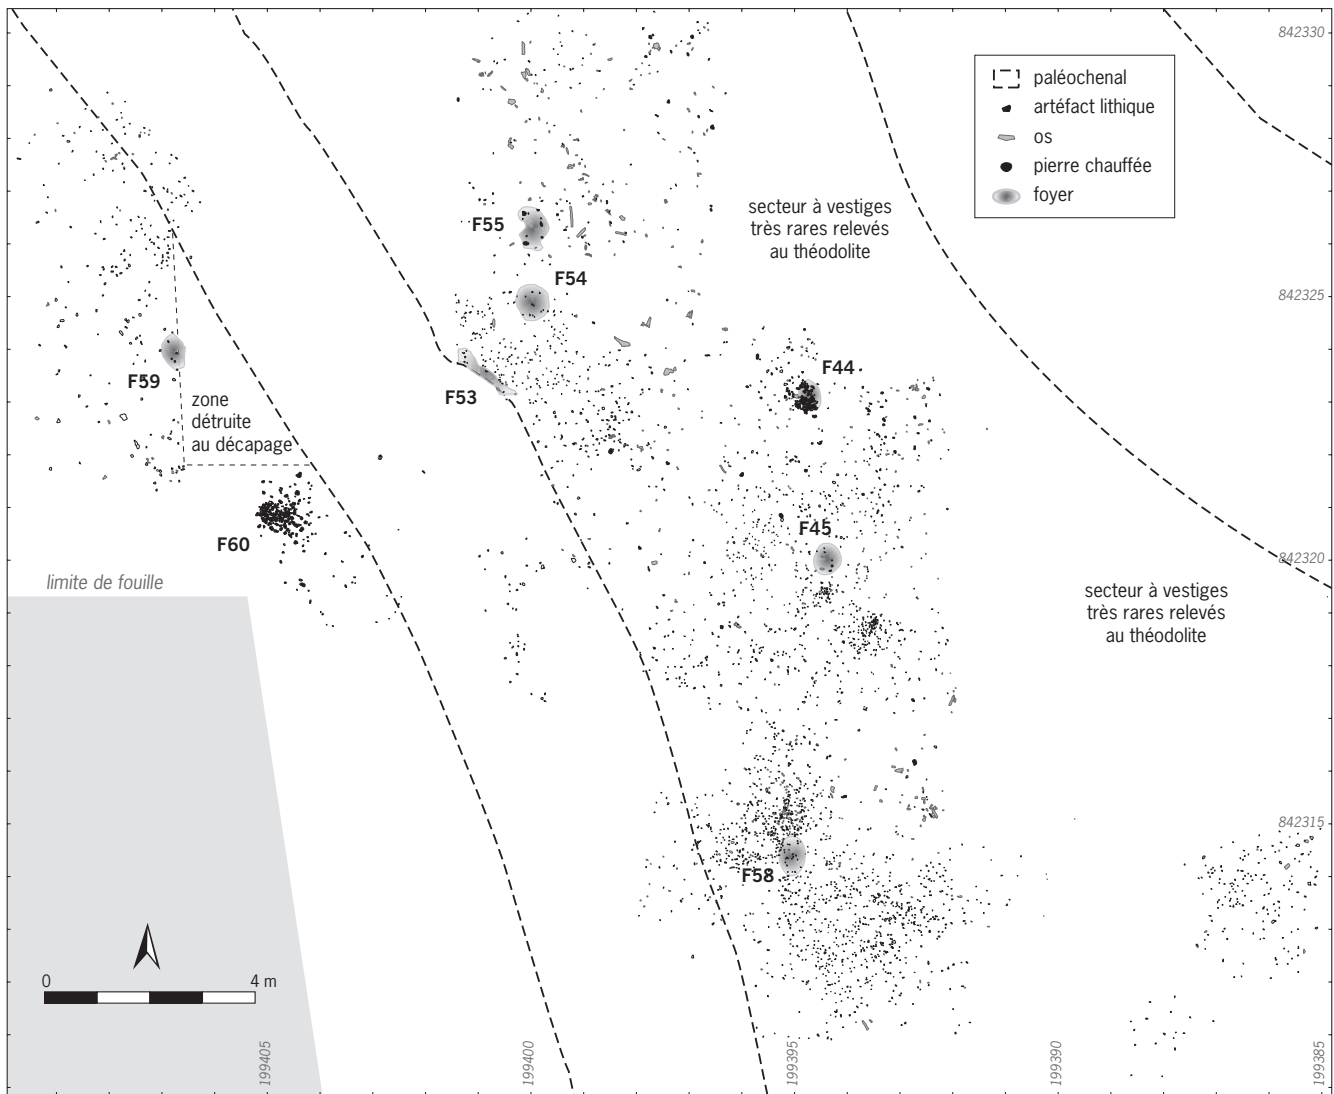 842330
paléochenal
artéfact lithique
os
pierre chauffée
foyer
secteur à vestiges
très rares relevés
au théodolite
F55
F54
842325
F59
F53
F44
zone
détruite
au décapage
F60
F45
842320
limite de fouille
secteur à vestiges
très rares relevés
au théodolite
842315
F58
0 4 m
199405
199400
199395
199390
199385